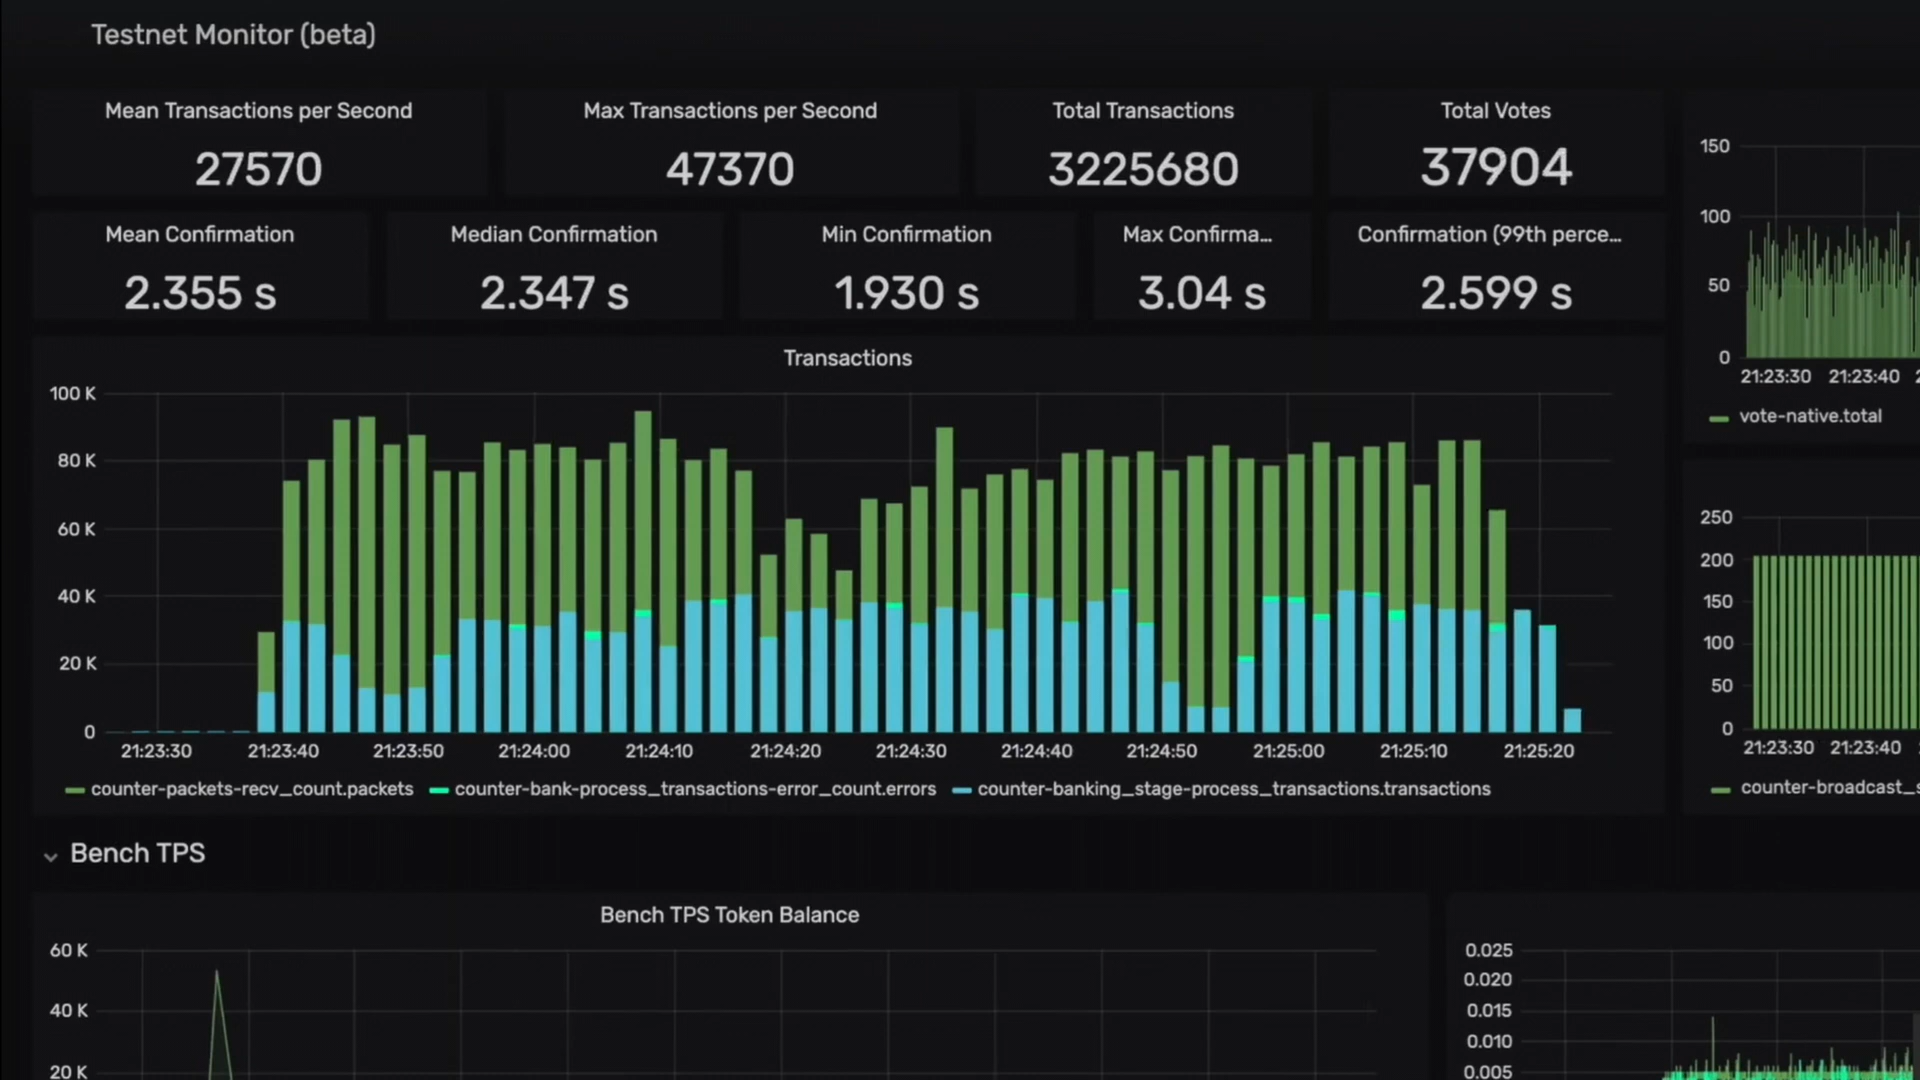 Testnet Monitor (beta)
Mean Transactions per Second
27570
Max Transactions per Second
47370
Total Transactions
3225680
Total Votes
37904
Mean Confirmation
2.355 s
Median Confirmation
2.347 s
Min Confirmation
1.930 s
Max Confirma...
3.04 s
Confirmation (99th perce...
2.599 s
Transactions
100 K
80 K
60 K
40 K
20 K
0
21:23:30 21:23:40 21:23:50 21:24:00 21:24:10 21:24:20 21:24:30 21:24:40 21:24:50 21:25:00 21:25:10 21:25:20
counter-packets-recv_count.packets counter-bank-process_transactions-error_count.errors counter-banking_stage-process_transactions.transactions
150
100
50
0
21:23:30 21:23:40
vote-native.total
250
200
150
100
50
0
21:23:30 21:23:40
counter-broadcast_s
Bench TPS
Bench TPS Token Balance
60 K
40 K
20 K
0.025
0.020
0.015
0.010
0.005